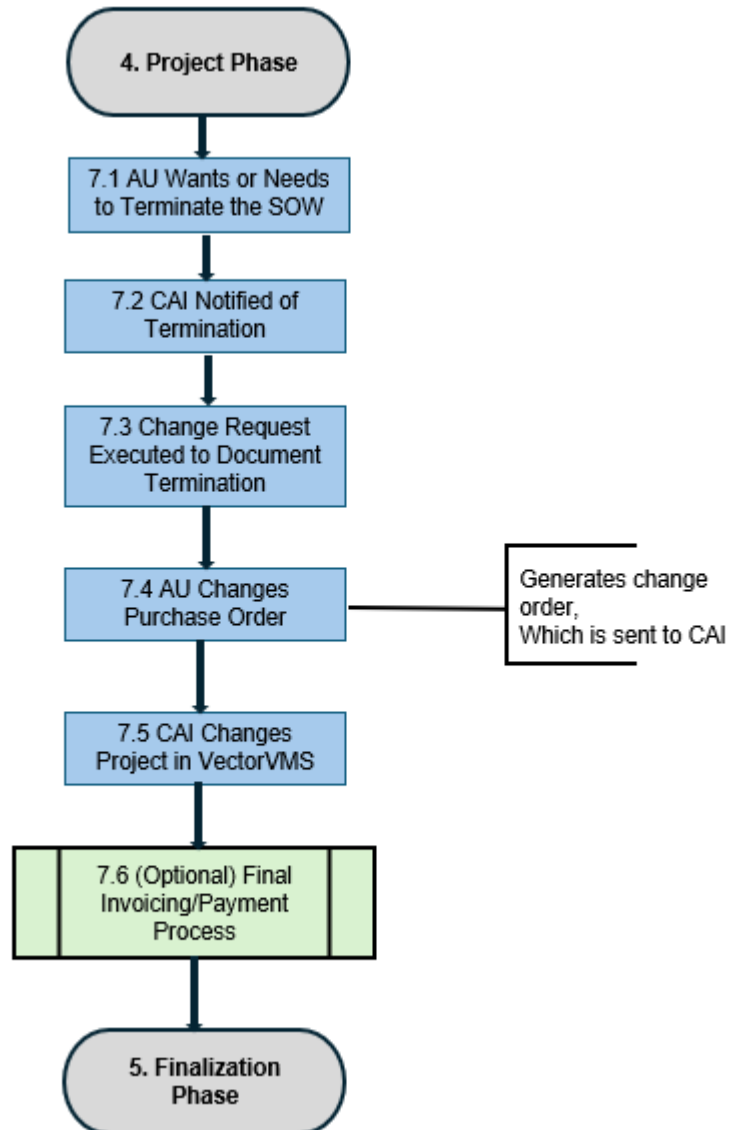 4. Project Phase
7.1 AU Wants or Needs
to Terminate the SOW
7.2 CAI Notified of
Termination
7.3 Change Request
Executed to Document
Termination
7.4 AU Changes
Purchase Order
Generates change
order,
Which is sent to CAI
7.5 CAI Changes
Project in VectorVMS
7.6 (Optional) Final
Invoicing/Payment
Process
5. Finalization
Phase